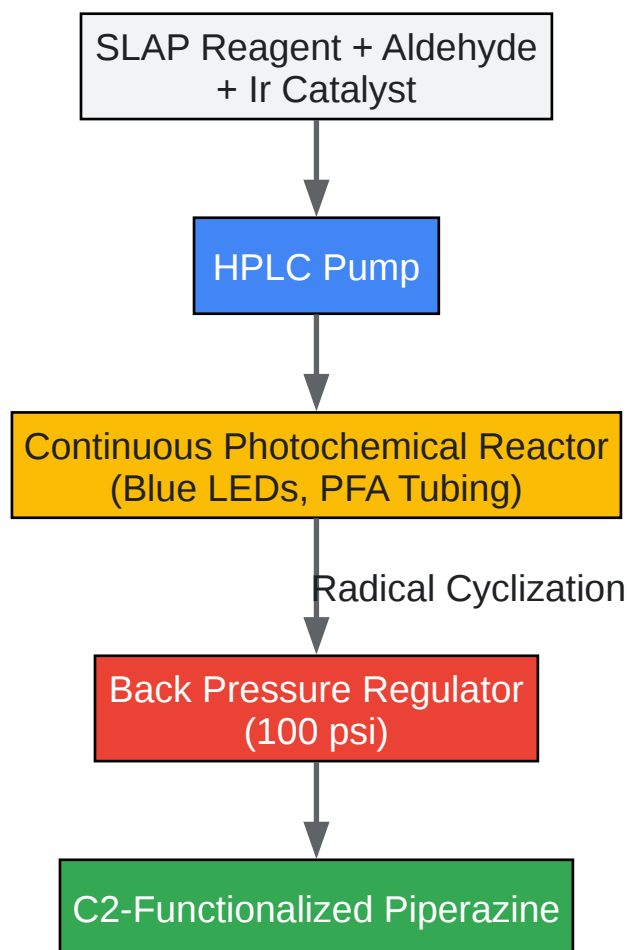 SLAP Reagent + Aldehyde
+ Ir Catalyst
HPLC Pump
Continuous Photochemical Reactor
(Blue LEDs, PFA Tubing)
Radical Cyclization
Back Pressure Regulator
(100 psi)
C2-Functionalized Piperazine